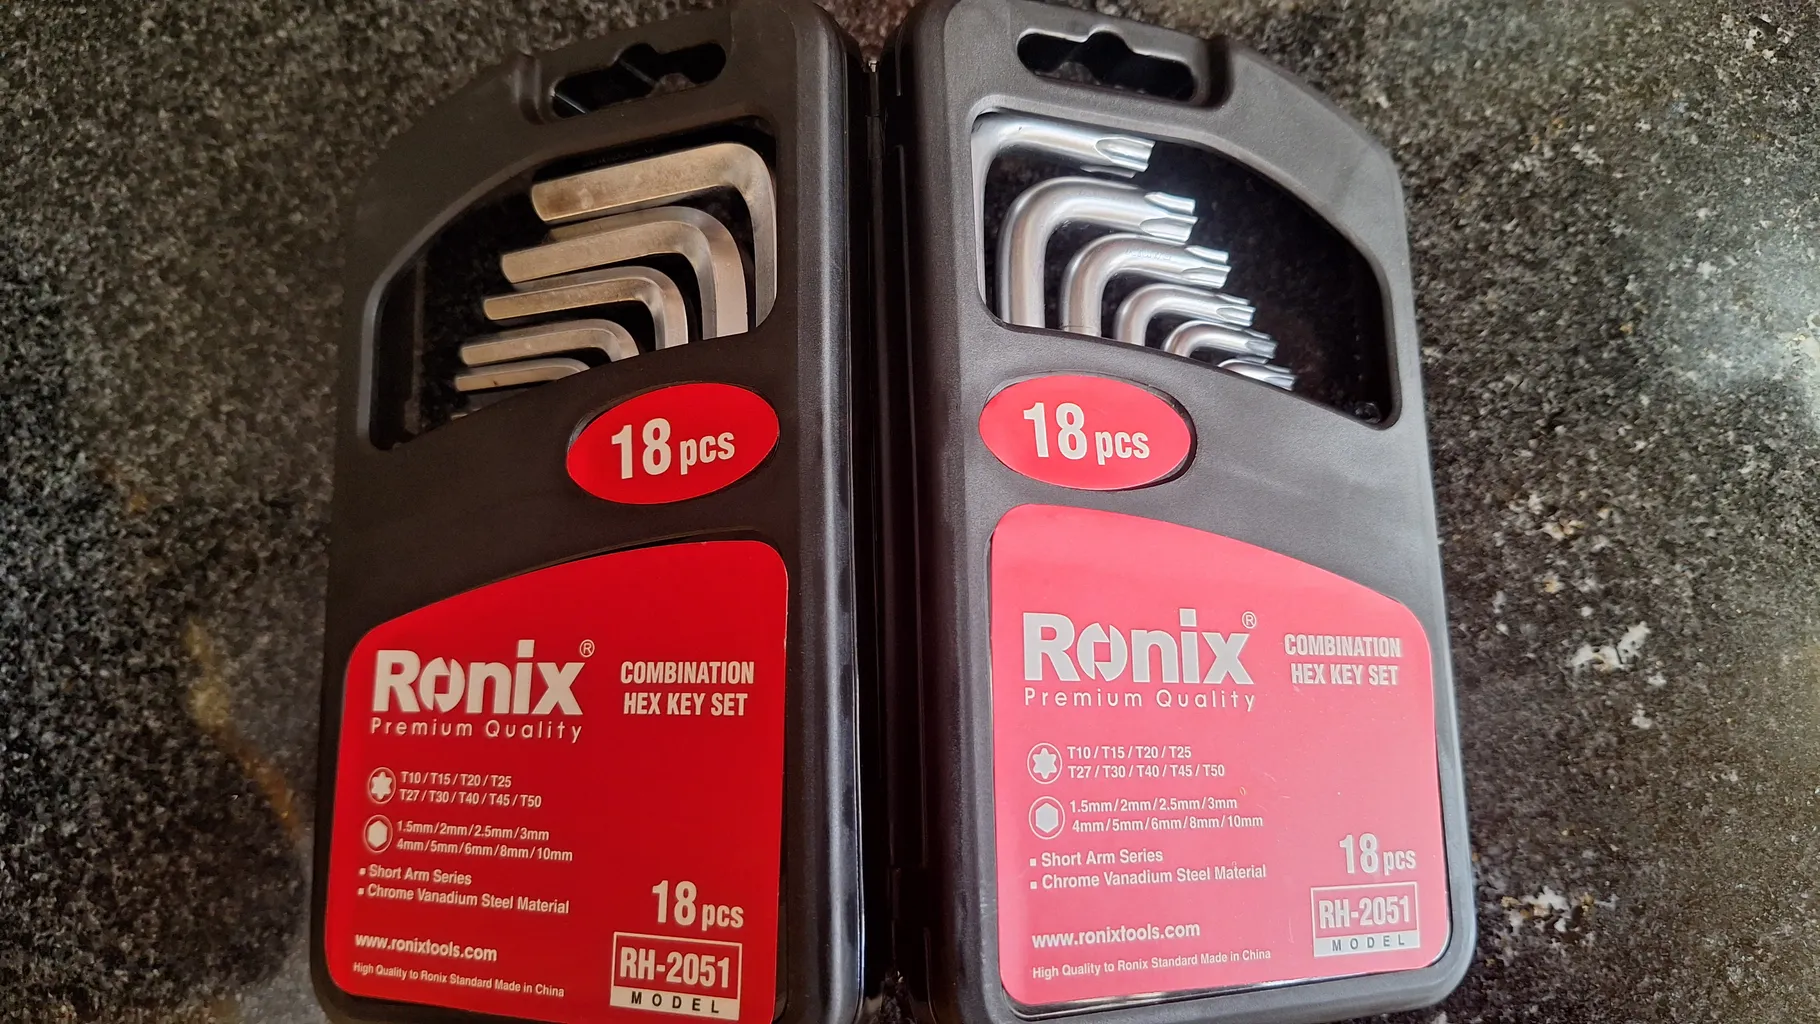 18 pcs
Ronix®
Premium Quality
COMBINATION
HEX KEY SET
T10 / T15 / T20 / T25
T27 / T30 / T40 / T45 / T50
1.5mm/2mm/2.5mm/3mm
4mm/5mm/6mm/8mm/10mm
▪ Short Arm Series
▪ Chrome Vanadium Steel Material
18 pcs
www.ronixtools.com
High Quality to Ronix Standard Made in China
RH-2051
MODEL
18 pcs
Ronix®
Premium Quality
COMBINATION
HEX KEY SET
T10 / T15 / T20 / T25
T27 / T30 / T40 / T45 / T50
1.5mm/2mm/2.5mm/3mm
4mm/5mm/6mm/8mm/10mm
▪ Short Arm Series
▪ Chrome Vanadium Steel Material
18 pcs
www.ronixtools.com
High Quality to Ronix Standard Made in China
RH-2051
MODEL